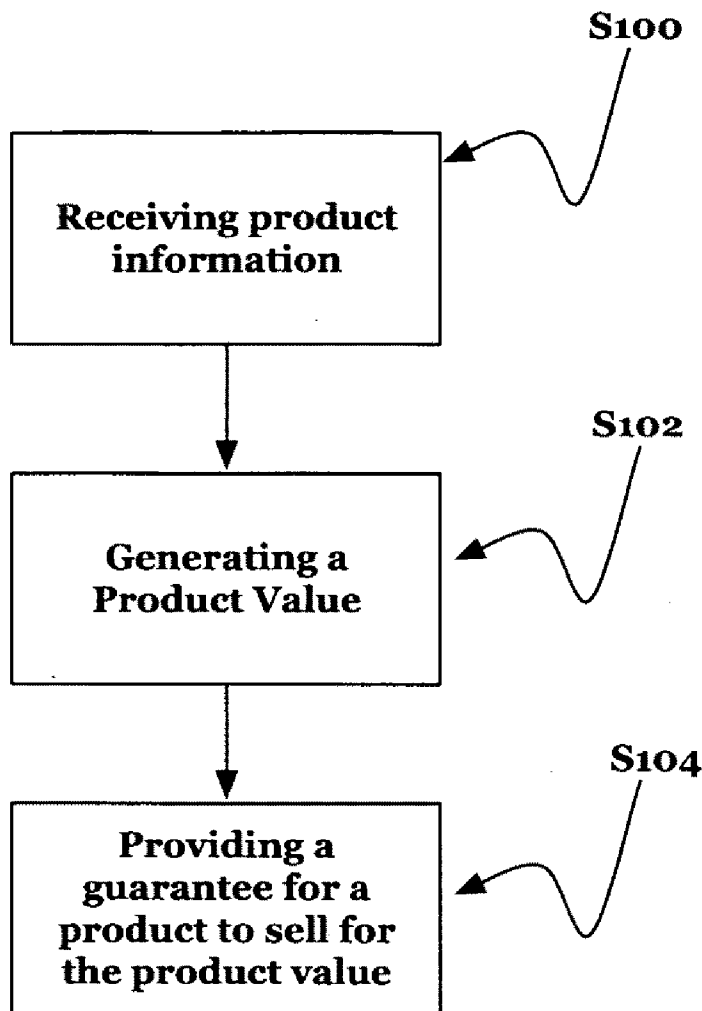 S100
Receiving product
information
S102
Generating a
Product Value
S104
Providing a
guarantee for a
product to sell for
the product value